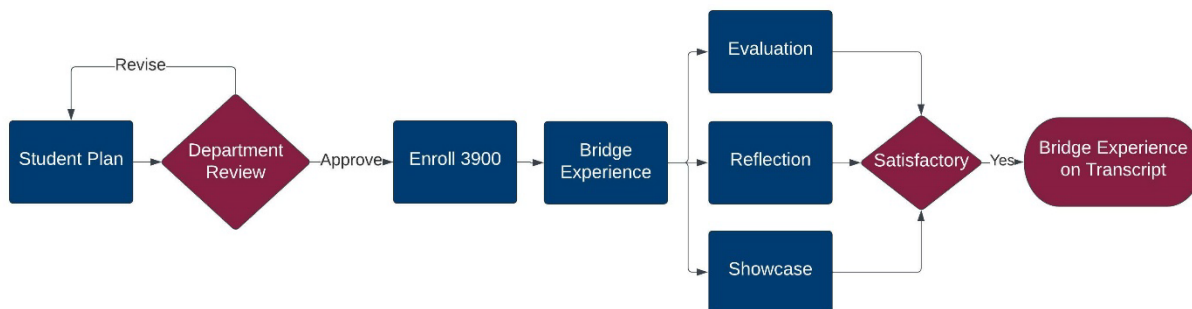 Revise
Student Plan
Department
Review
Approve
Enroll 3900
Bridge
Experience
Evaluation
Reflection
Showcase
Satisfactory
Yes
Bridge Experience
on Transcript